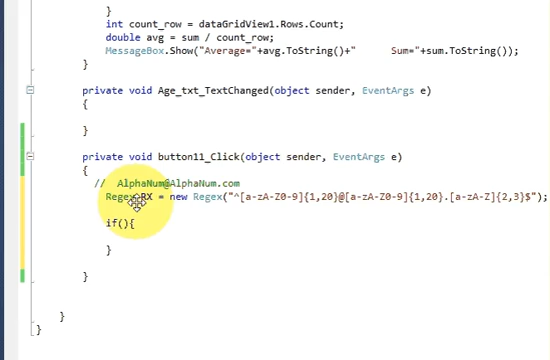 }
int count_row = dataGridView1.Rows.Count;
double avg = sum / count_row;
MessageBox.Show("Average="+avg.ToString()+"      Sum="+sum.ToString());
}
private void Age_txt_TextChanged(object sender, EventArgs e)
{
}
private void button11_Click(object sender, EventArgs e)
{
//  AlphaNum@AlphaNum.com
Regex RX = new Regex("^[a-zA-Z0-9]{1,20}@[a-zA-Z0-9]{1,20}.[a-zA-Z]{2,3}$");
if(){
}
}
}
}